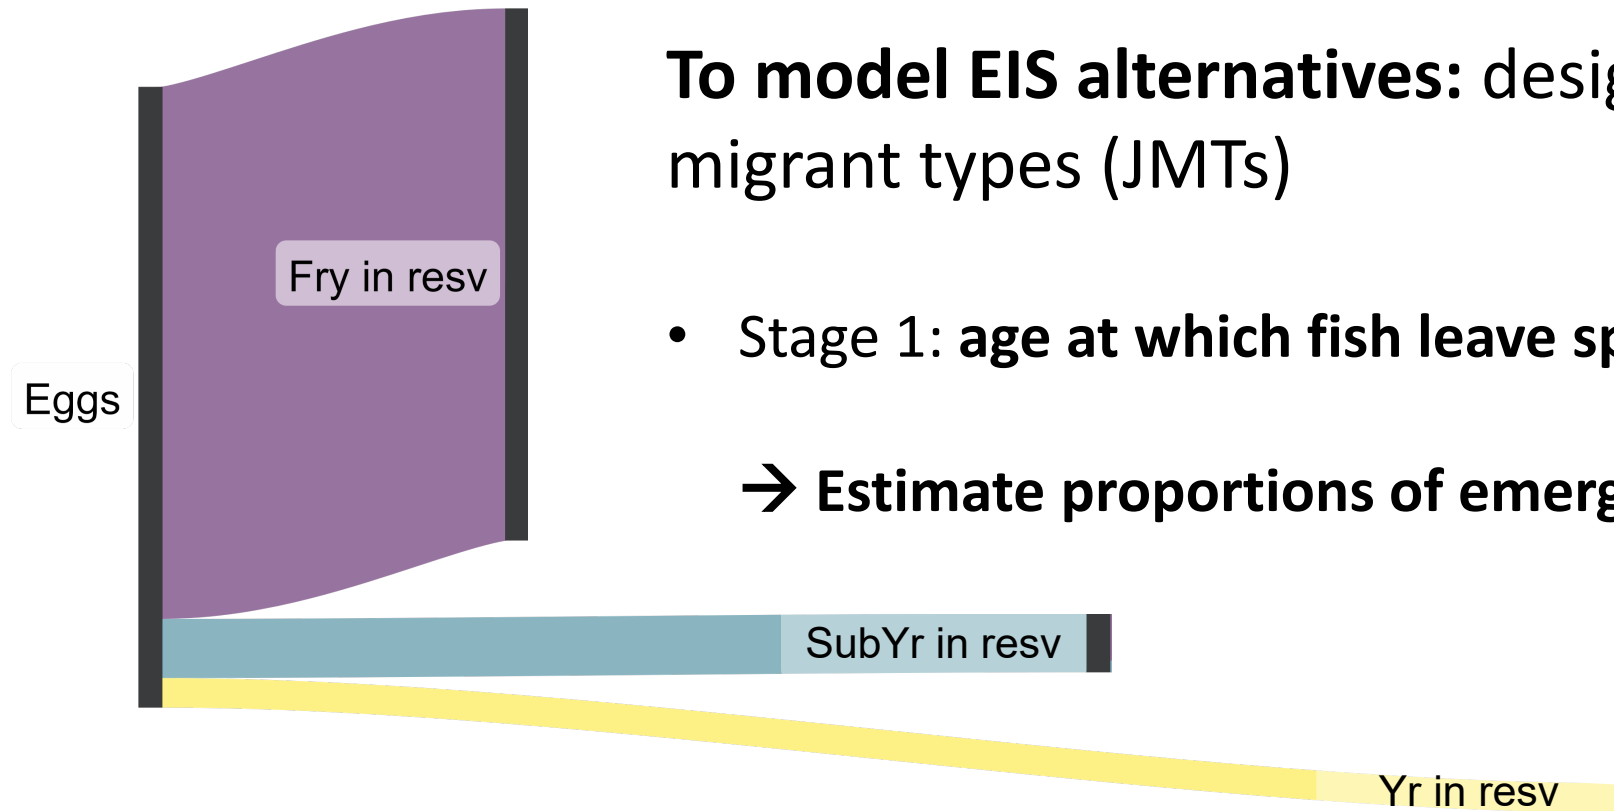 To model EIS alternatives:
migrant types (JMTs)
Fry in resv
• Stage 1: age at which fish leave
Eggs
→ Estimate proportions of
SubYr in resv
Yr in resv